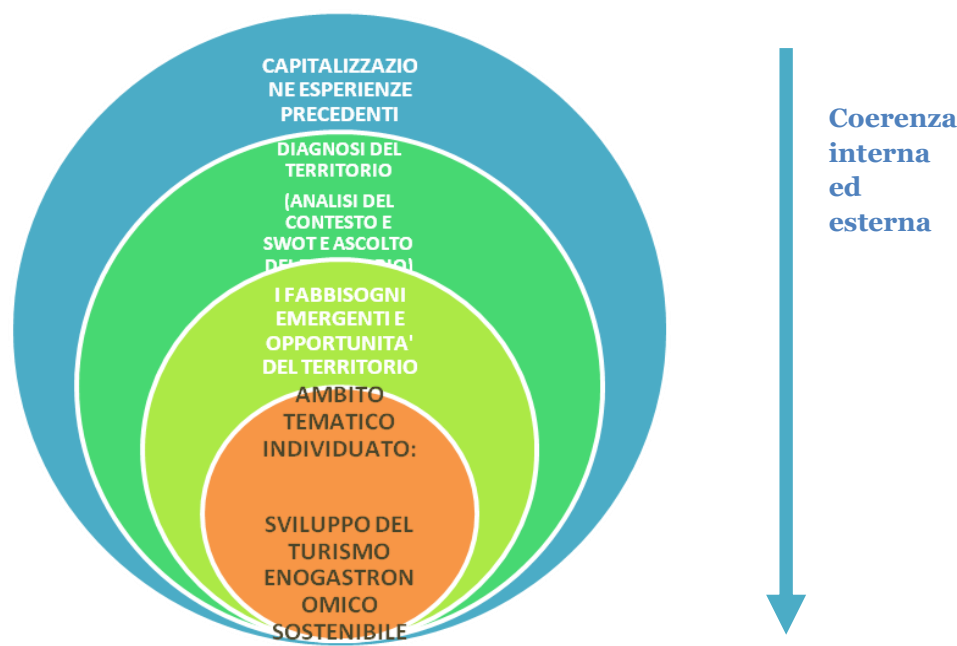 CAPITALIZZAZIO
NE ESPERIENZE
PRECEDENTI
DIAGNOSI DEL
TERRITORIO
(ANALISI DEL
CONTESTO E
SWOT E ASCOLTO
I FABBISOGNI
EMERGENTI E
OPPORTUNITA'
DEL TERRITORIO
AMBITO
TEMATICO
INDIVIDUATO:
SVILUPPO DEL
TURISMO
ENOGASTRON
OMICO
SOSTENIBILE
Coerenza
interna
ed
esterna